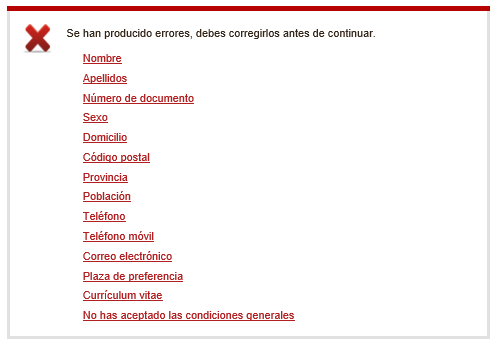 Se han producido errores, debes corregirlos antes de continuar.
Nombre
Apellidos
Número de documento
Sexo
Domicilio
Código postal
Provincia
Población
Teléfono
Teléfono móvil
Correo electrónico
Plaza de preferencia
Currículum vitae
No has aceptado las condiciones generales